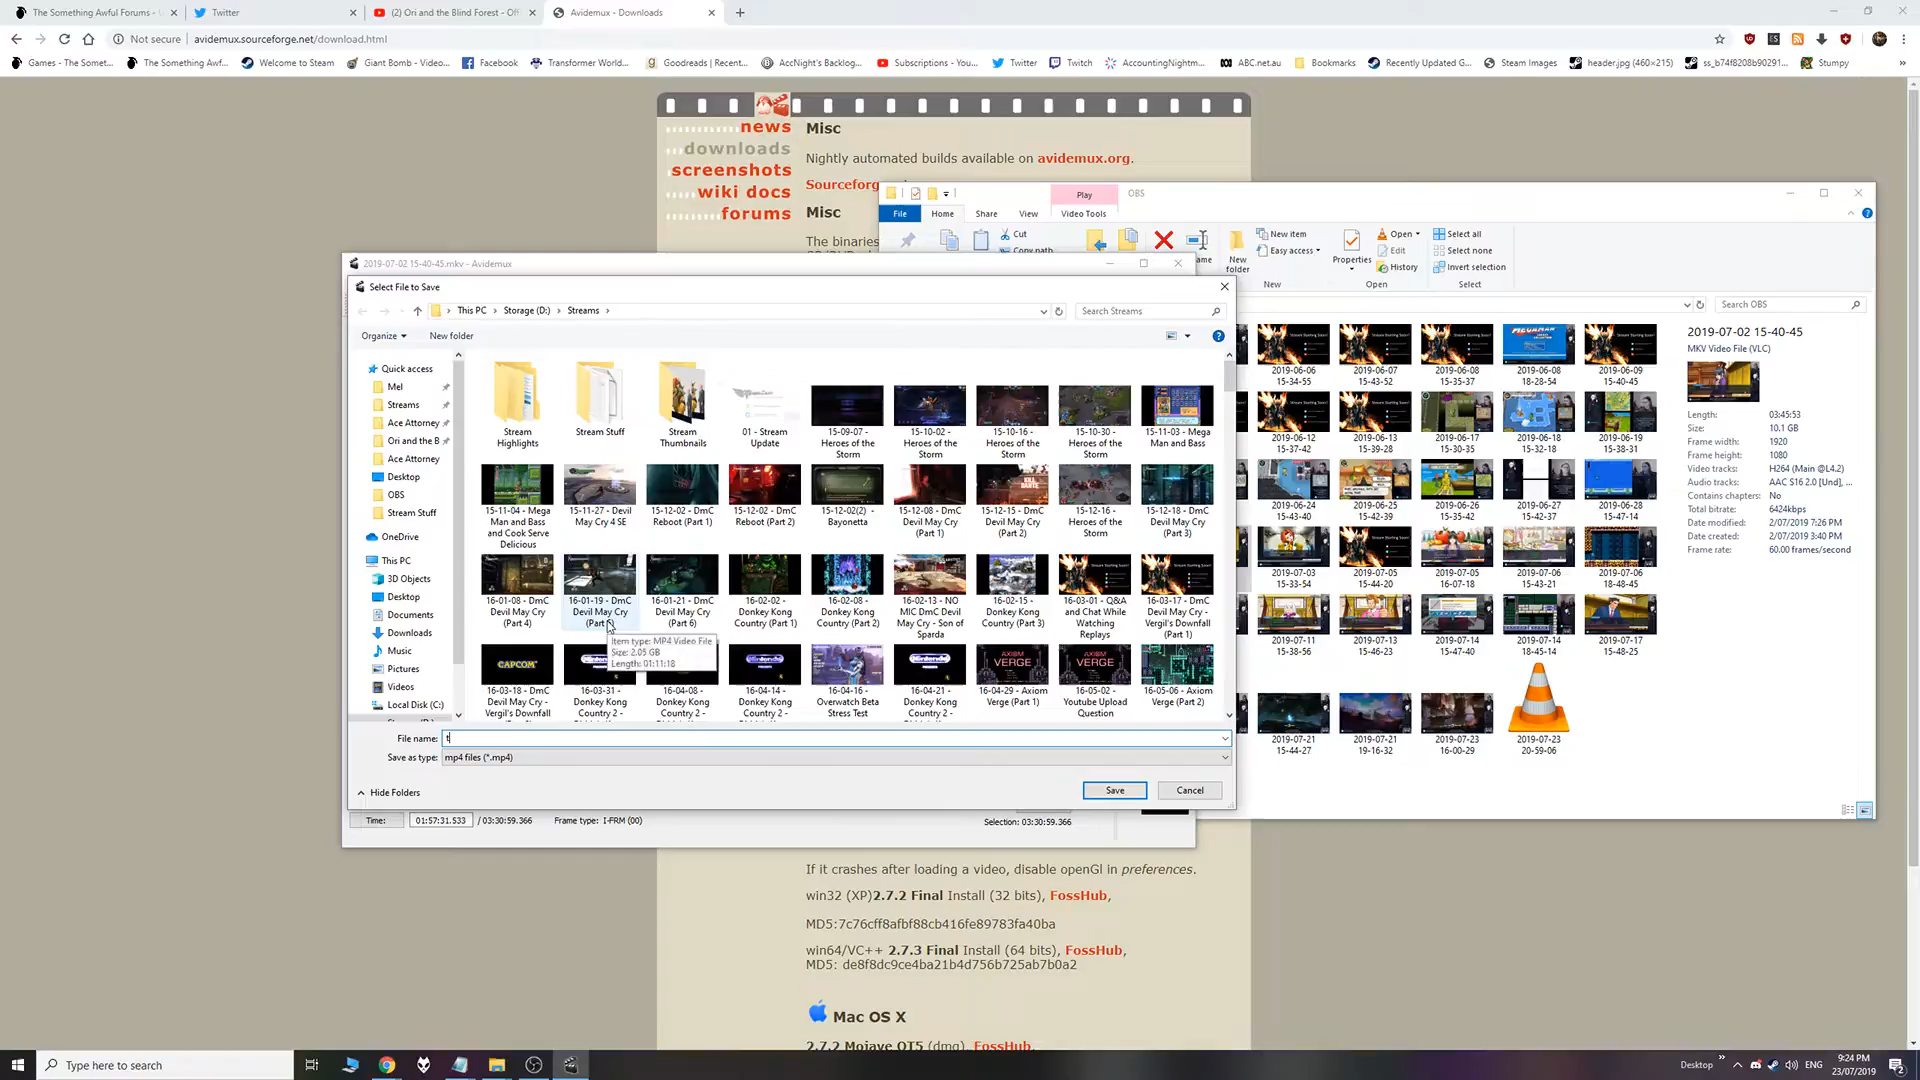 The Something Awful Forums -
Twitter
(2) Ori and the Blind Forest - Off
Avidemux - Downloads
Not secure
avidemux.sourceforge.net/download.html
Games - The Somet...
The Something Awf...
Welcome to Steam
Giant Bomb - Video...
Facebook
Transformer World...
Goodreads | Recent...
AccNight's Backlog...
Subscriptions - You...
Twitter
Twitch
AccountingNightm...
ABC.net.au
Bookmarks
Recently Updated G...
Steam Images
header.jpg (460×215)
ss_b74f8208b90291...
Stumpy
news
downloads
screenshots
wiki docs
forums
Misc
Nightly automated builds available on avidemux.org.
Sourceforg
Misc
The binaries
Play
OBS
File
Home
Share
View
Video Tools
Cut
Copy path
New folder
New item
Easy access
New
Properties
Open
Edit
History
Open
Select all
Select none
Invert selection
Select
Search OBS
2019-07-02 15-40-45.mkv - Avidemux
Select File to Save
This PC
Storage (D:)
Streams
Search Streams
Organize
New folder
Quick access
Mel
Streams
Ace Attorney
Ori and the B
Ace Attorney
Desktop
OBS
Stream Stuff
OneDrive
This PC
3D Objects
Desktop
Documents
Downloads
Music
Pictures
Videos
Local Disk (C:)
Stream Highlights
Stream Stuff
Stream Thumbnails
01 - Stream Update
15-09-07 - Heroes of the Storm
15-10-02 - Heroes of the Storm
15-10-16 - Heroes of the Storm
15-10-30 - Heroes of the Storm
15-11-03 - Mega Man and Bass
15-11-04 - Mega Man and Bass and Cook Serve Delicious
15-11-27 - Devil May Cry 4 SE
15-12-02 - DmC Reboot (Part 1)
15-12-02 - DmC Reboot (Part 2)
15-12-02(2) - Bayonetta
15-12-08 - DmC Devil May Cry (Part 1)
15-12-15 - DmC Devil May Cry (Part 2)
15-12-16 - Heroes of the Storm
15-12-18 - DmC Devil May Cry (Part 3)
16-01-08 - DmC Devil May Cry (Part 4)
16-01-19 - DmC Devil May Cry (Part
16-01-21 - DmC Devil May Cry (Part 6)
16-02-02 - Donkey Kong Country (Part 1)
16-02-08 - Donkey Kong Country (Part 2)
16-02-13 - NO MIC DmC Devil May Cry - Son of Sparda
16-02-15 - Donkey Kong Country (Part 3)
16-03-01 - Q&A and Chat While Watching Replays
16-03-17 - DmC Devil May Cry - Vergil's Downfall (Part 1)
Item type: MP4 Video File
Size: 2.05 GB
Length: 01:11:18
CAPCOM
Nintendo
Nintendo
AXIOM VERGE
AXIOM VERGE
16-03-18 - DmC Devil May Cry - Vergil's Downfall
16-03-31 - Donkey Kong Country 2 -
16-04-08 - Donkey Kong Country 2 -
16-04-14 - Donkey Kong Country 2 -
16-04-16 - Overwatch Beta Stress Test
16-04-21 - Donkey Kong Country 2 -
16-04-29 - Axiom Verge (Part 1)
16-05-02 - Youtube Upload Question
16-05-06 - Axiom Verge (Part 2)
File name: t
Save as type: mp4 files (*.mp4)
Hide Folders
Save
Cancel
Time: 01:57:31.533 / 03:30:59.366
Frame type: I-FRM (00)
Selection: 03:30:59.366
2019-06-06 15-34-55
2019-06-07 15-43-52
2019-06-08 15-35-37
2019-06-08 18-28-54
2019-06-09 15-40-45
2019-06-12 15-37-42
2019-06-13 15-39-28
2019-06-17 15-30-35
2019-06-18 15-32-18
2019-06-19 15-38-31
2019-06-24 15-43-40
2019-06-25 15-42-39
2019-06-26 15-35-42
2019-06-27 15-42-37
2019-06-28 15-47-14
2019-07-03 15-33-54
2019-07-05 15-44-20
2019-07-05 16-07-18
2019-07-06 15-43-21
2019-07-06 18-48-45
2019-07-11 15-38-56
2019-07-12 15-46-23
2019-07-14 15-47-40
2019-07-16 15-44-17
2019-07-17 15-48-25
2019-07-21 15-44-27
2019-07-21 19-16-32
2019-07-23 16-00-29
2019-07-23 20-59-06
2019-07-02 15-40-45
MKV Video File (VLC)
Length: 03:45:53
Size: 10.1 GB
Frame width: 1920
Frame height: 1080
Video tracks: H264 (Main @L4.2)
Audio tracks: AAC S16 2.0 [Und], ...
Contains chapters: No
Total bitrate: 6424kbps
Date modified: 2/07/2019 7:26 PM
Date created: 2/07/2019 3:40 PM
Frame rate: 60.00 frames/second
If it crashes after loading a video, disable openGl in preferences.
win32 (XP)2.7.2 Final Install (32 bits), FossHub,
MD5:7c76cff8afbf88cb416fe89783fa40ba
win64/VC++ 2.7.3 Final Install (64 bits), FossHub,
MD5: de8f8dc9ce4ba21b4d756b725ab7b0a2
Mac OS X
2.7.2 Mojave QT5 (dmg), FossHub,
Type here to search
Desktop
ENG
9:24 PM
23/07/2019